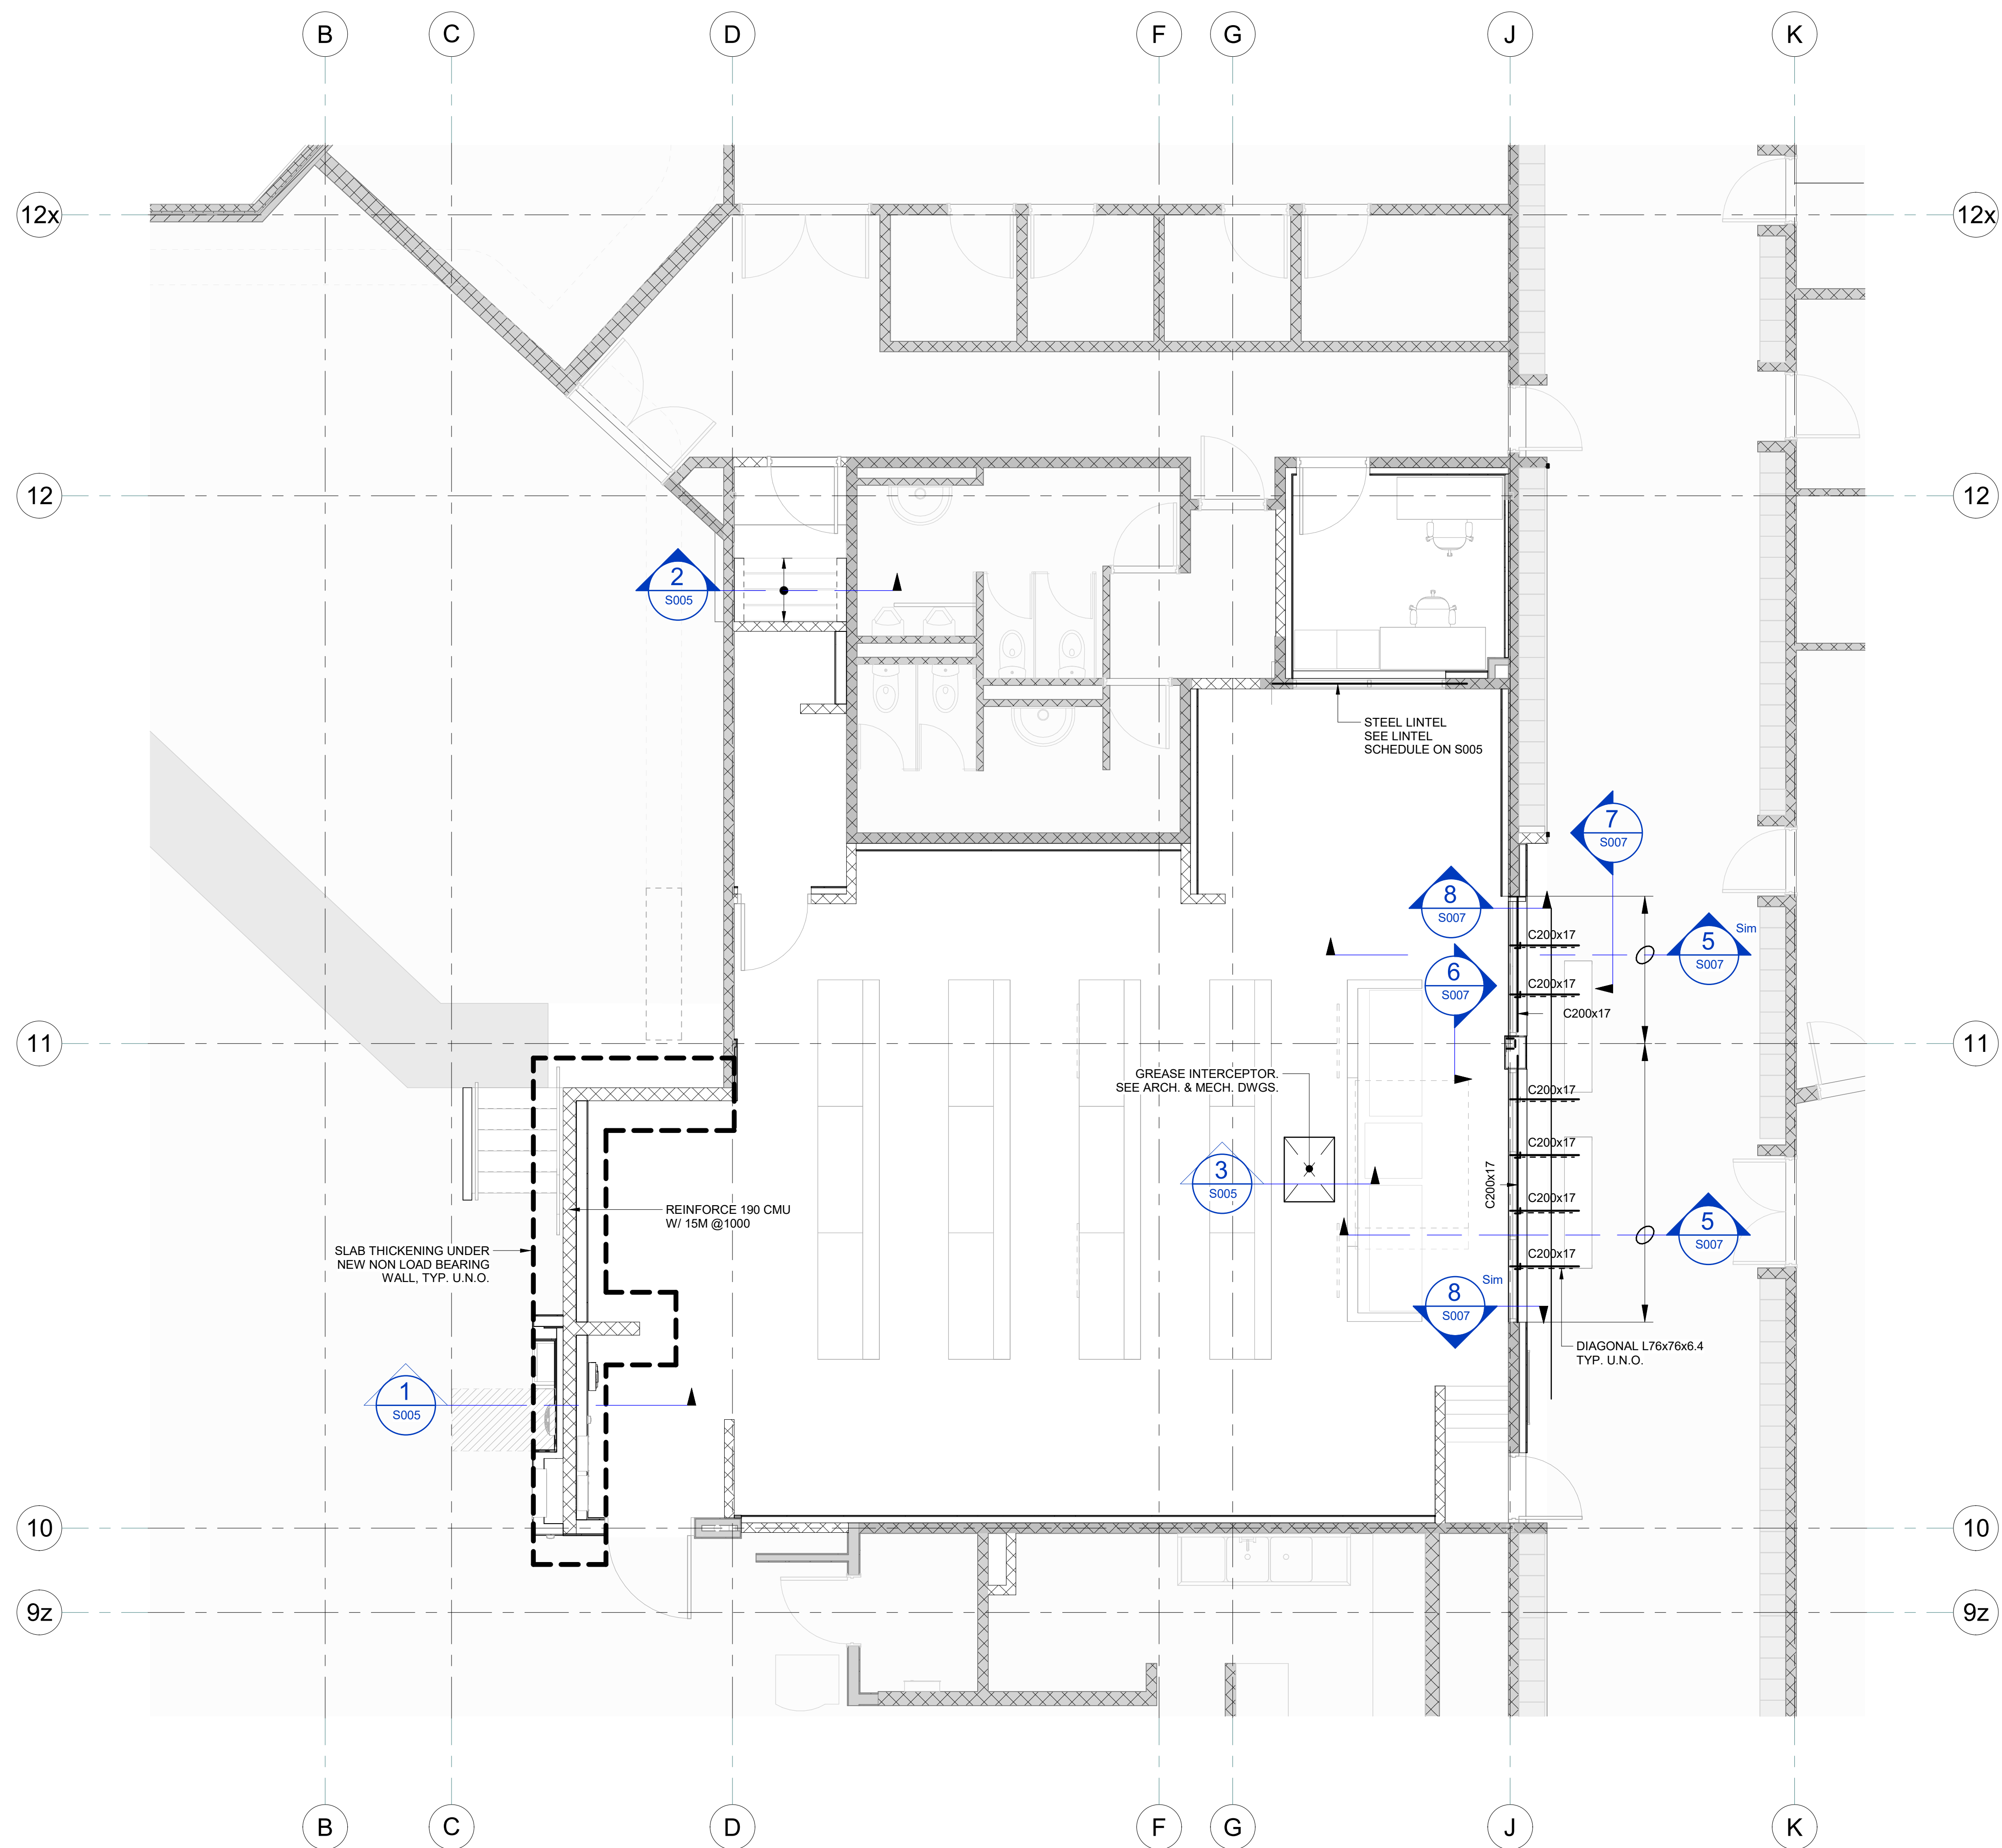 B
C
D
F
G
J
K
12x
12x
12
12
2
S005
STEEL LINTEL
SEE LINTEL
SCHEDULE ON S005
7
S007
8
S007
C200x17
5
S007
Sim
6
S007
C200x17
C200x17
11
11
GREASE INTERCEPTOR.
SEE ARCH. & MECH. DWGS.
C200x17
C200x17
3
S005
C200x17
C200x17
REINFORCE 190 CMU
W/ 15M @1000
5
S007
SLAB THICKENING UNDER
NEW NON LOAD BEARING
WALL, TYP. U.N.O.
C200x17
8
S007
Sim
DIAGONAL L76x76x6.4
TYP. U.N.O.
1
S005
10
10
9z
9z
B
C
D
F
G
J
K